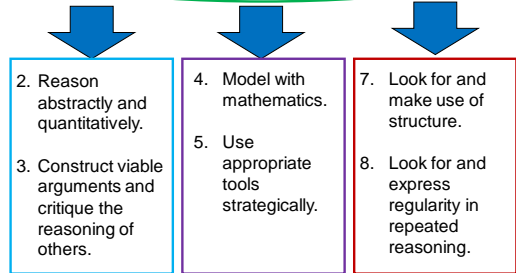 2. Reason
abstractly and
quantitatively.
3. Construct viable
arguments and
critique the
reasoning of
others.
4. Model with
mathematics.
5. Use
appropriate
tools
strategically.
7. Look for and
make use of
structure.
8. Look for and
express
regularity in
repeated
reasoning.